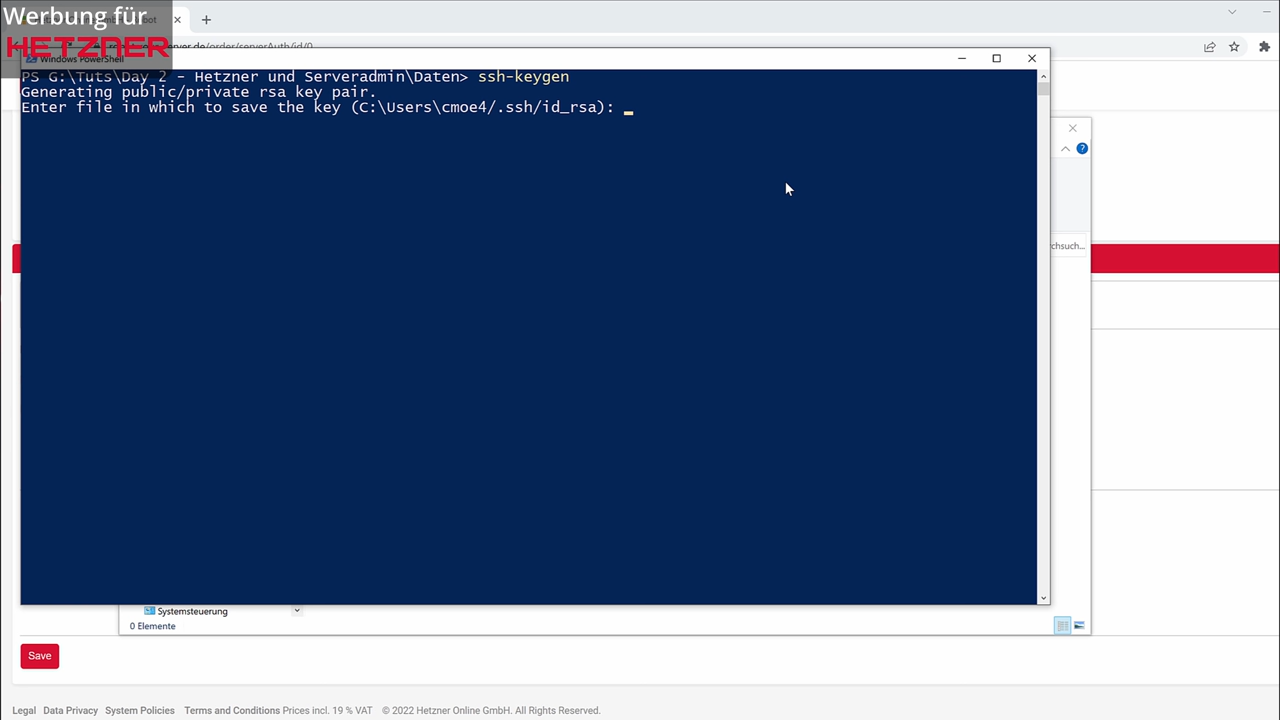 Werbung für
HETZNER
Windows PowerShell
PS G:\Tuts\Day 2 - Hetzner und Serveradmin\Daten> ssh-keygen
Generating public/private rsa key pair.
Enter file in which to save the key (C:\Users\cmoe4/.ssh/id_rsa):
chsuch...
Systemsteuerung
0 Elemente
Save
Legal Data Privacy System Policies Terms and Conditions Prices incl. 19 % VAT © 2022 Hetzner Online GmbH. All Rights Reserved.